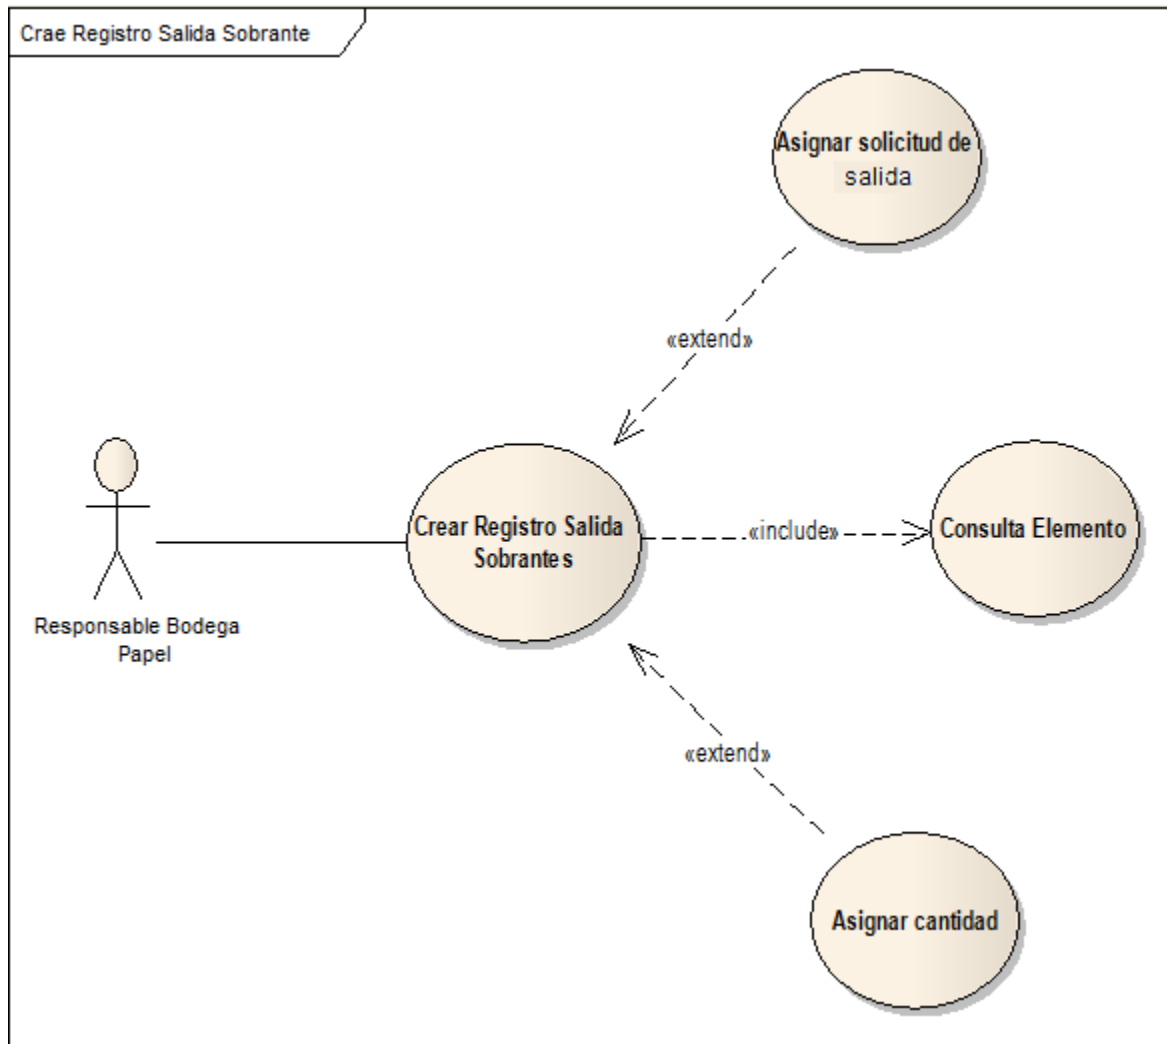 Crae Registro Salida Sobrante
Asignar solicitud de
salida
«extend»
Crear Registro Salida
Sobrantes
«include»
Consulta Elemento
Responsable Bodega
Papel
«extend»
Asignar cantidad